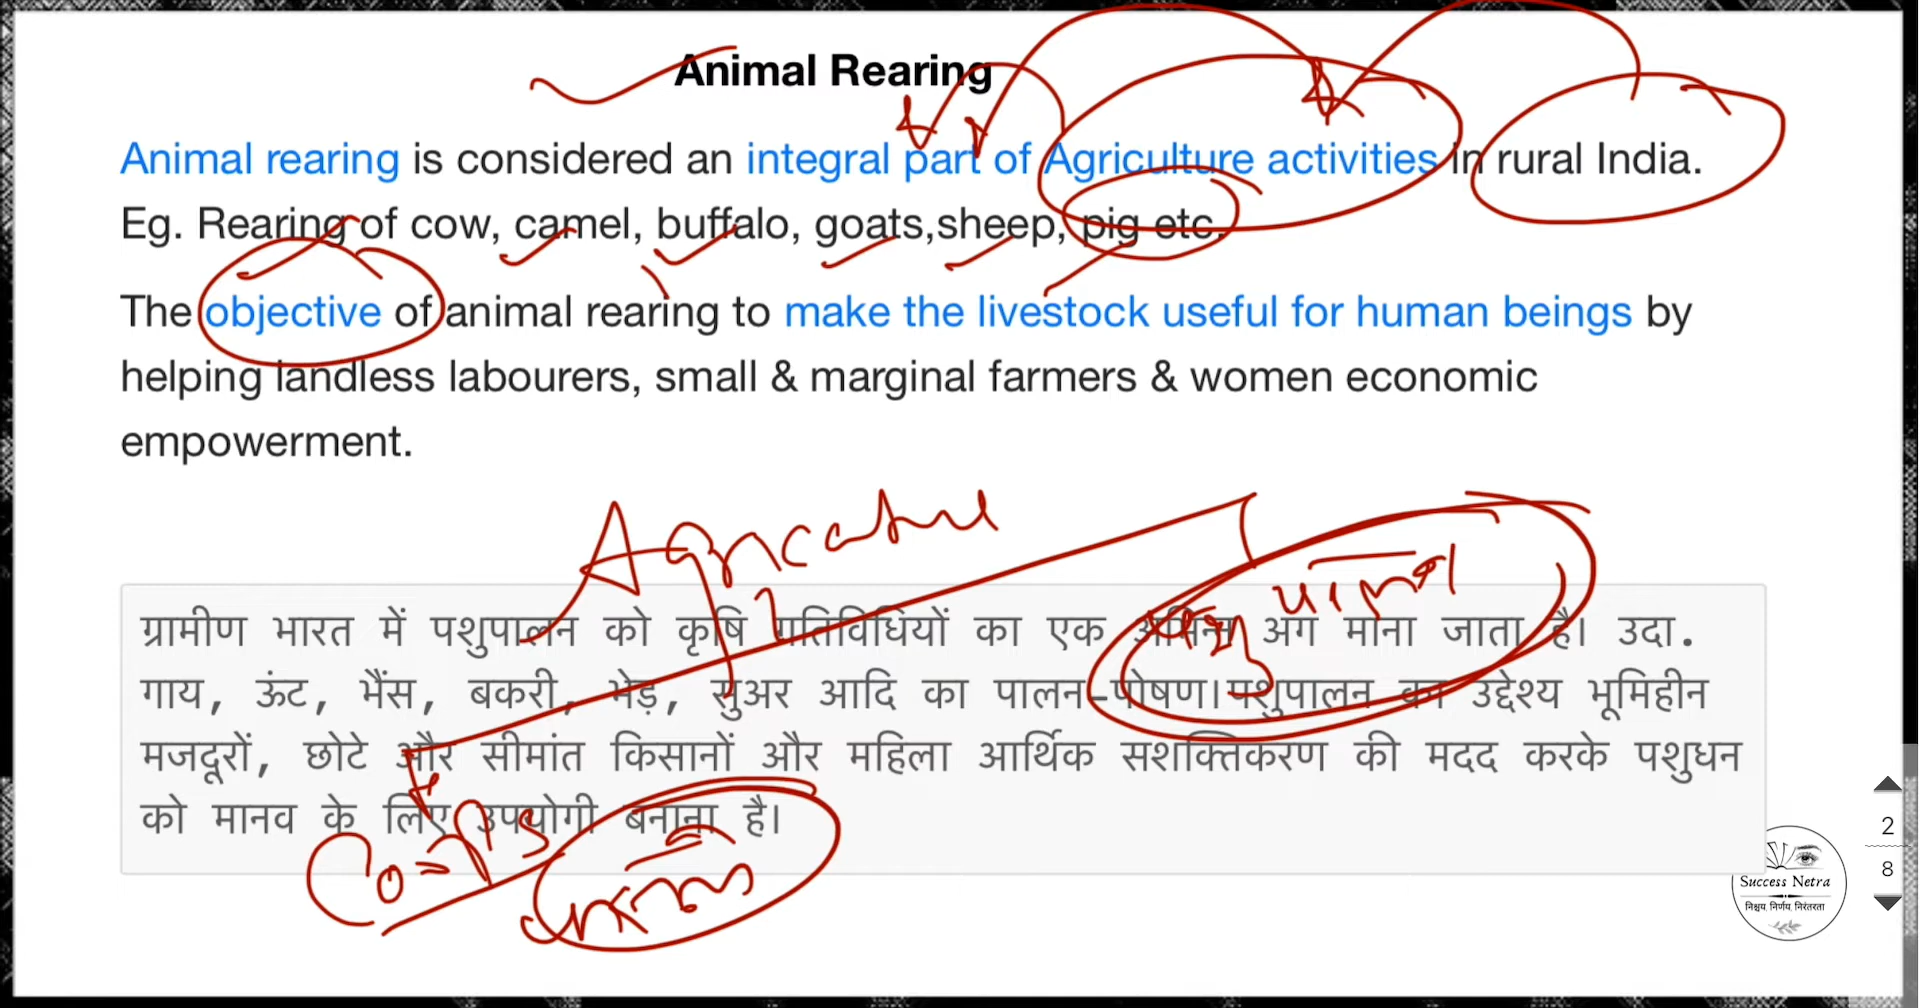 Animal Rearing
Animal rearing is considered an integral part of Agriculture activities in rural India.
Eg. Rearing of cow, camel, buffalo, goats,sheep, pig etc.
The objective of animal rearing to make the livestock useful for human beings by
helping landless labourers, small & marginal farmers & women economic
empowerment.
ग्रामीण भारत में पशुपालन को कृषि गतिविधियों का एक अभिन्न अंग माना जाता है। उदा.
गाय, ऊंट, भैंस, बकरी, भेड़, सुअर आदि का पालन-पोषण।पशुपालन का उद्देश्य भूमिहीन
मजदूरों, छोटे और सीमांत किसानों और महिला आर्थिक सशक्तिकरण की मदद करके पशुधन
को मानव के लिए उपयोगी बनाना है।
2
8
Success Netra
निश्चय, निर्णय, निरंतरता